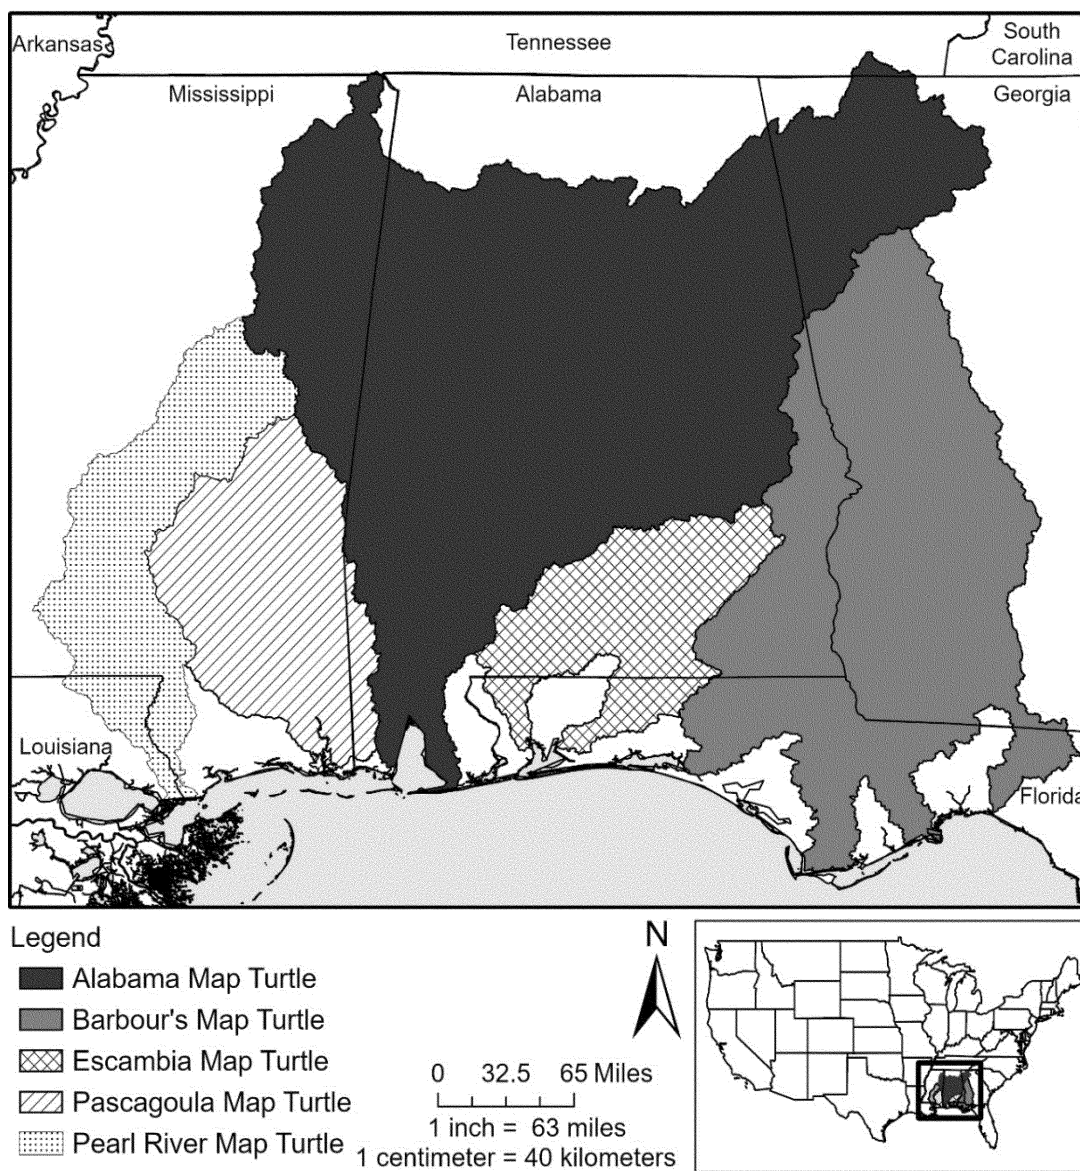 Arkansas
Tennessee
South
Carolina
Mississippi
Alabama
Georgia
Louisiana
Florida
Legend
Alabama Map Turtle
Barbour's Map Turtle
Escambia Map Turtle
Pascagoula Map Turtle
Pearl River Map Turtle
N
0 32.5 65 Miles
1 inch = 63 miles
1 centimeter = 40 kilometers